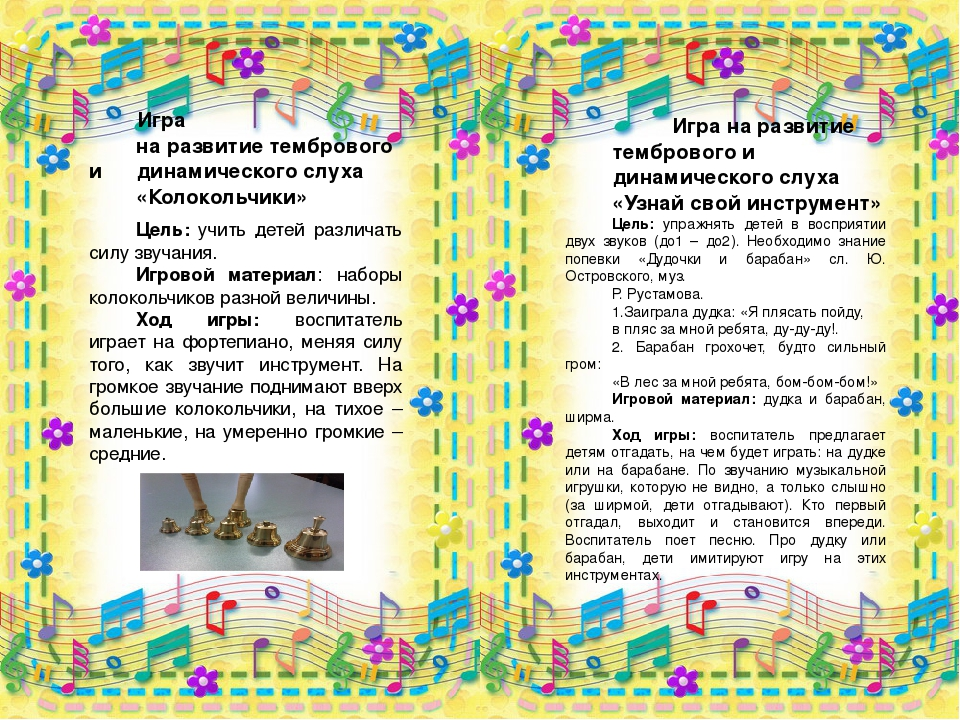 Игра
на развитие тембрового
и динамического слуха
«Колокольчики»
Цель: учить детей различать
силу звучания.
Игровой материал: наборы
колокольчиков разной величины.
Ход игры: воспитатель
играет на фортепиано, меняя силу
того, как звучит инструмент. На
громкое звучание поднимают вверх
большие колокольчики, на тихое –
маленькие, на умеренно громкие –
средние.
Игра на развитие
тембрового и
динамического слуха
«Узнай свой инструмент»
Цель: упражнять детей в восприятии
двух звуков (до1 – до2). Необходимо знание
попевки «Дудочки и барабан» сл. Ю.
Островского, муз.
Р. Рустамова.
1.Заиграла дудка: «Я плясать пойду,
в пляс за мной ребята, ду-ду-ду!.
2. Барабан грохочет, будто сильный
гром:
«В лес за мной ребята, бом-бом-бом!»
Игровой материал: дудка и барабан,
ширма.
Ход игры: воспитатель предлагает
детям отгадать, на чем будет играть: на дудке
или на барабане. По звучанию музыкальной
игрушки, которую не видно, а только слышно
(за ширмой, дети отгадывают). Кто первый
отгадал, выходит и становится впереди.
Воспитатель поет песню. Про дудку или
барабан, дети имитируют игру на этих
инструментах.